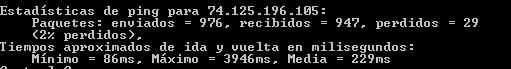 Estadísticas de ping para 74.125.196.105:
Paquetes: enviados = 976, recibidos = 947, perdidos = 29
(2% perdidos),
Tiempos aproximados de ida y vuelta en milisegundos:
Mínimo = 86ms, Máximo = 3946ms, Media = 229ms